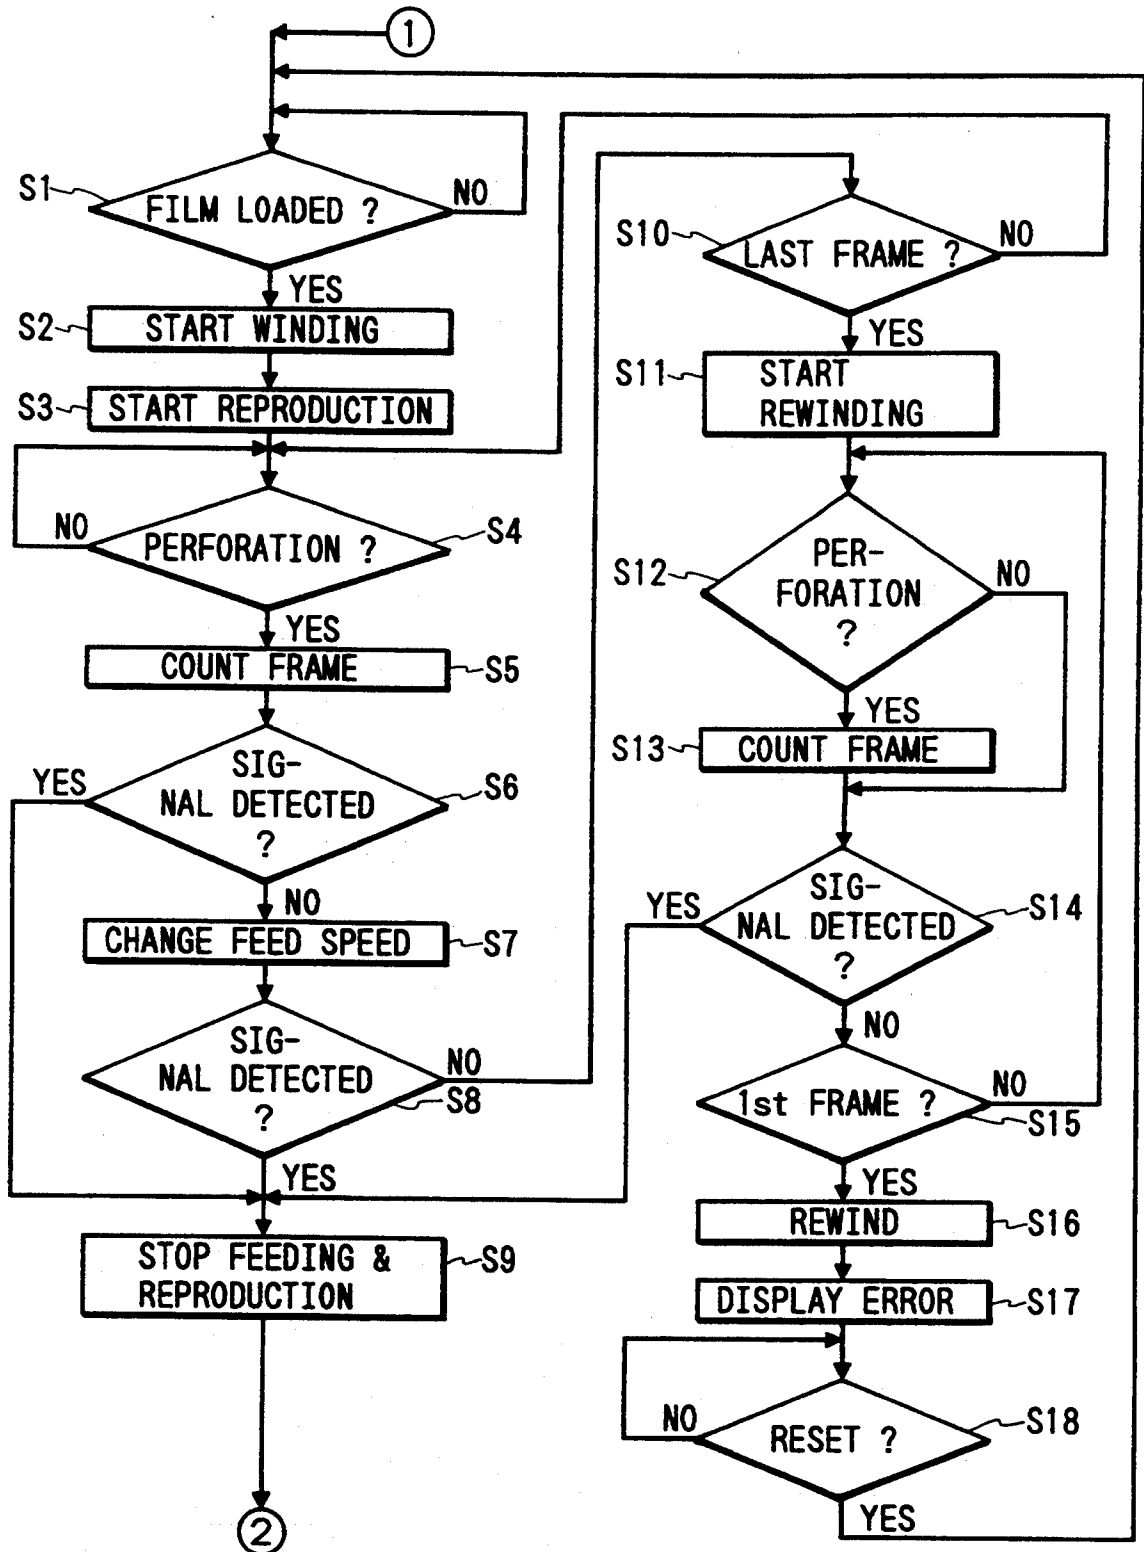 1
S1
FILM LOADED ?
NO
YES
S2
START WINDING
S3
START REPRODUCTION
NO
PERFORATION ?
S4
YES
COUNT FRAME
S5
YES
SIG-
NAL DETECTED
?
S6
NO
CHANGE FEED SPEED
S7
SIG-
NAL DETECTED
?
NO
S8
YES
STOP FEEDING &
REPRODUCTION
S9
2
S10
LAST FRAME ?
NO
YES
S11
START
REWINDING
S12
PER-
FORATION
?
NO
YES
S13
COUNT FRAME
YES
SIG-
NAL DETECTED
?
S14
NO
1st FRAME ?
NO
S15
YES
REWIND
S16
DISPLAY ERROR
S17
NO
RESET ?
S18
YES